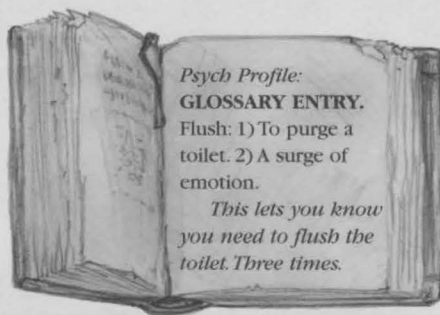 Psych Profile:
GLOSSARY ENTRY.
Flush: 1) To purge a
toilet. 2) A surge of
emotion.
This lets you know
you need to flush the
toilet. Three times.